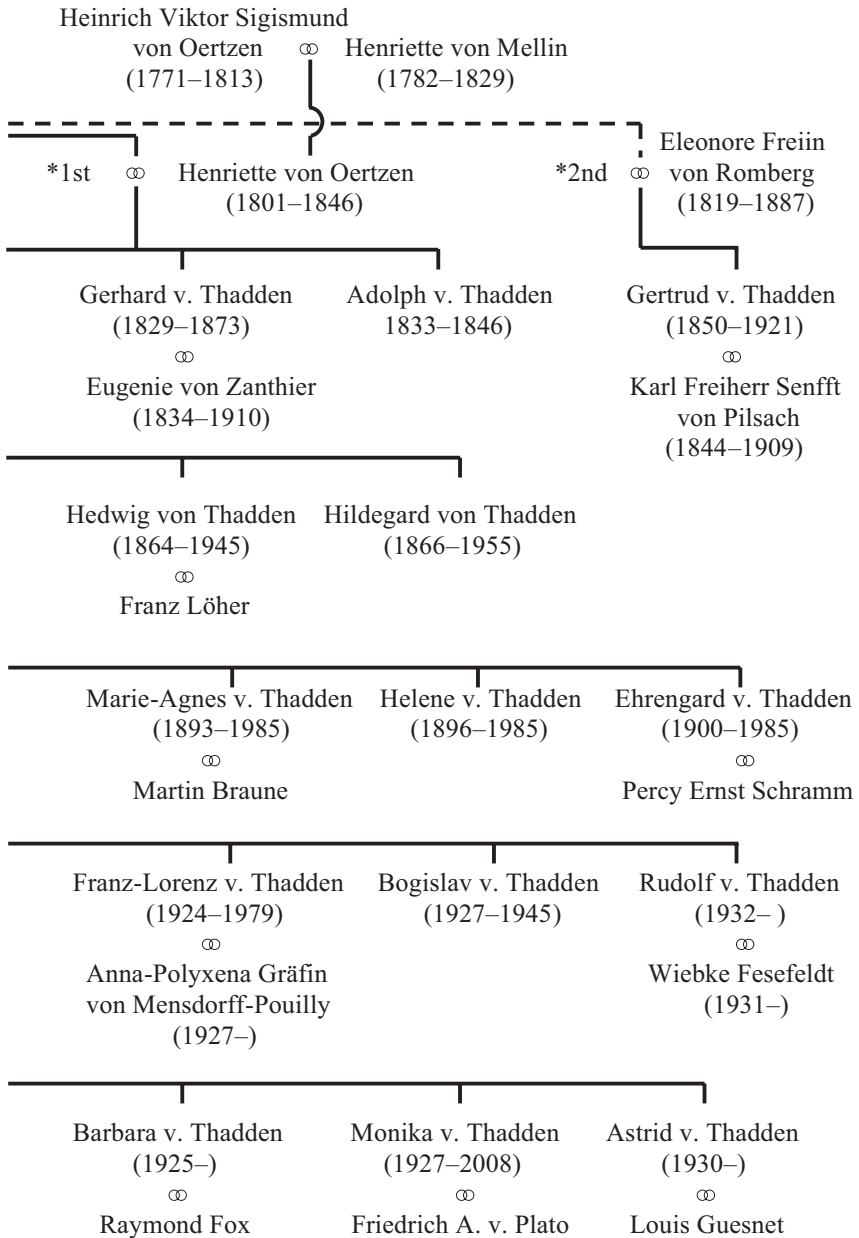 Heinrich Viktor Sigismund
von Oertzen ⚭ Henriette von Mellin
(1771–1813) (1782–1829)
Eleonore Freiin
*1st ⚭ Henriette von Oertzen *2nd ⚭ von Romberg
(1801–1846) (1819–1887)
Gerhard v. Thadden Adolph v. Thadden Gertrud v. Thadden
(1829–1873) 1833–1846) (1850–1921)
⚭ ⚭
Eugenie von Zanthier Karl Freiherr Senfft
(1834–1910) von Pilsach
(1844–1909)
Hedwig von Thadden Hildegard von Thadden
(1864–1945) (1866–1955)
⚭
Franz Löher
Marie-Agnes v. Thadden Helene v. Thadden Ehrengard v. Thadden
(1893–1985) (1896–1985) (1900–1985)
⚭ ⚭
Martin Braune Percy Ernst Schramm
Franz-Lorenz v. Thadden Bogislav v. Thadden Rudolf v. Thadden
(1924–1979) (1927–1945) (1932– )
⚭ ⚭
Anna-Polyxena Gräfin Wiebke Fesefeldt
von Mensdorff-Pouilly (1931–)
(1927–)
Barbara v. Thadden Monika v. Thadden Astrid v. Thadden
(1925–) (1927–2008) (1930–)
⚭ ⚭ ⚭
Raymond Fox Friedrich A. v. Plato Louis Guesnet